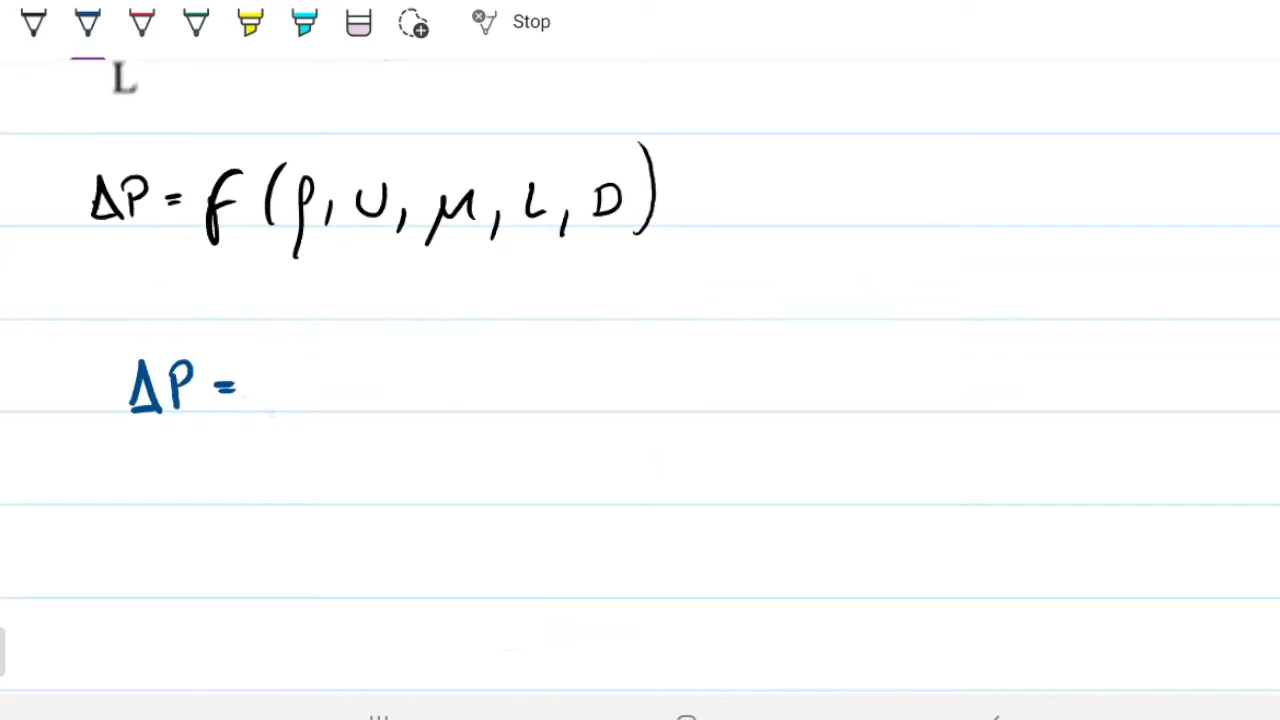 Stop
L
ΔP = f(ρ, U, μ, L, D)
ΔP =